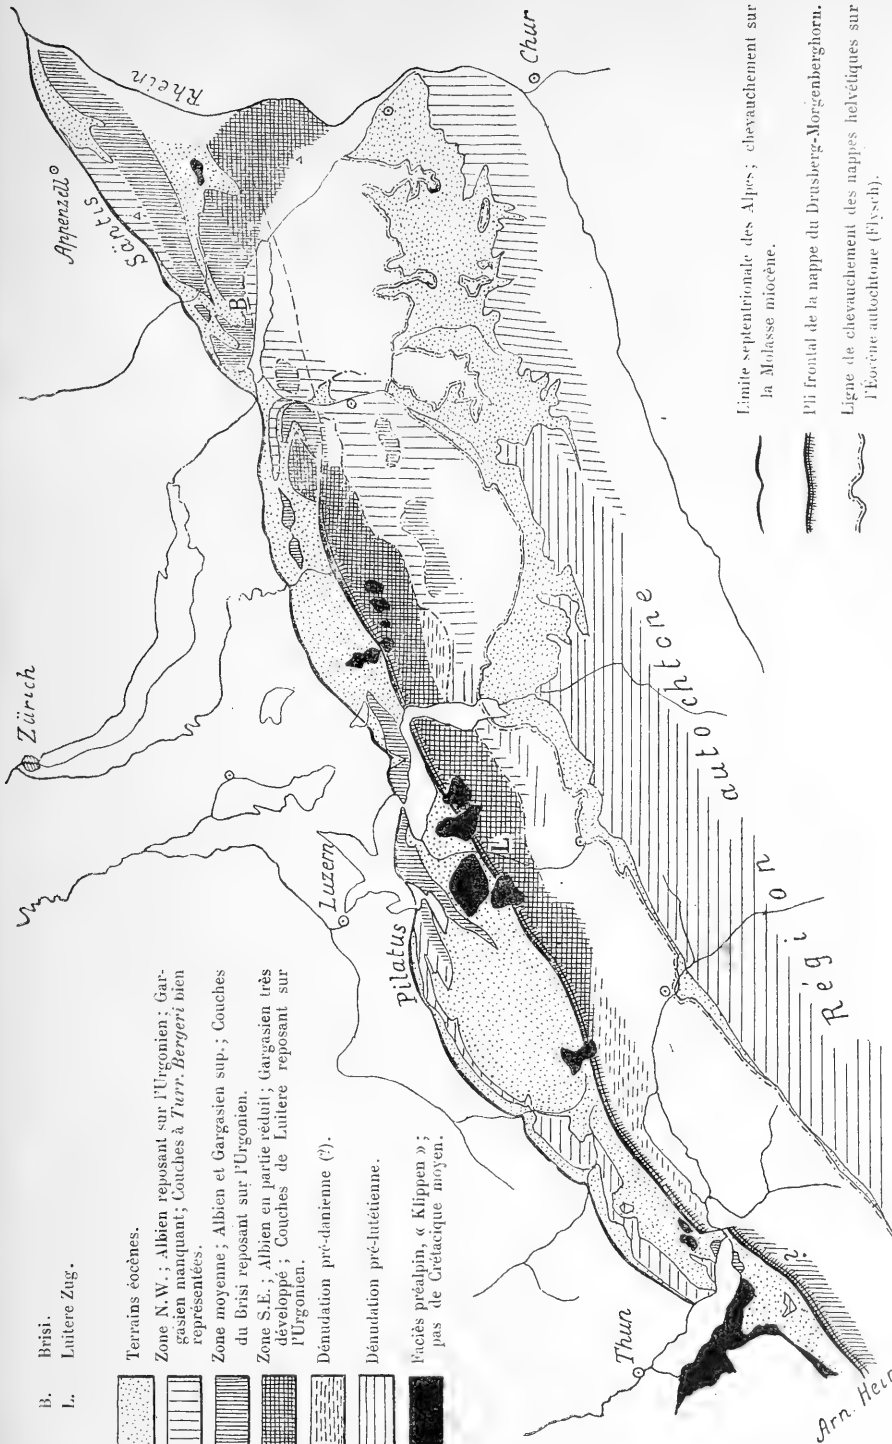 B. Brisi.
L. Luitere Zug.
Terrains éocènes.
Zone N.W. ; Albien reposant sur l'Urgonien ; Gar-
gasien manquant ; Couches à Turr. Bergeri bien
représentées.
Zone moyenne ; Albien et Gargasien sup. ; Couches
du Brisi reposant sur l'Urgonien.
Zone S.E. ; Albien en partie réduit ; Gargasien très
développé ; Couches de Luitere reposant sur
l'Urgonien.
Dénudation pré-danienne (?).
Dénudation pré-lutétienne.
Faciès préalpin, « Klippen » ;
pas de Crétacique moyen.
Zürich
Luzern
Pilatus
Thun
Appenzell
Säntis
Rhein
Chur
B
L
?
Région autochtone
Limite septentrionale des Alpes ; chevauchement sur
la Molasse miocène.
Pli frontal de la nappe du Drusberg-Morgenberghorn.
Ligne de chevauchement des nappes helvétiques sur
l'Éocène autochtone (Flysch).
Arn. Heim